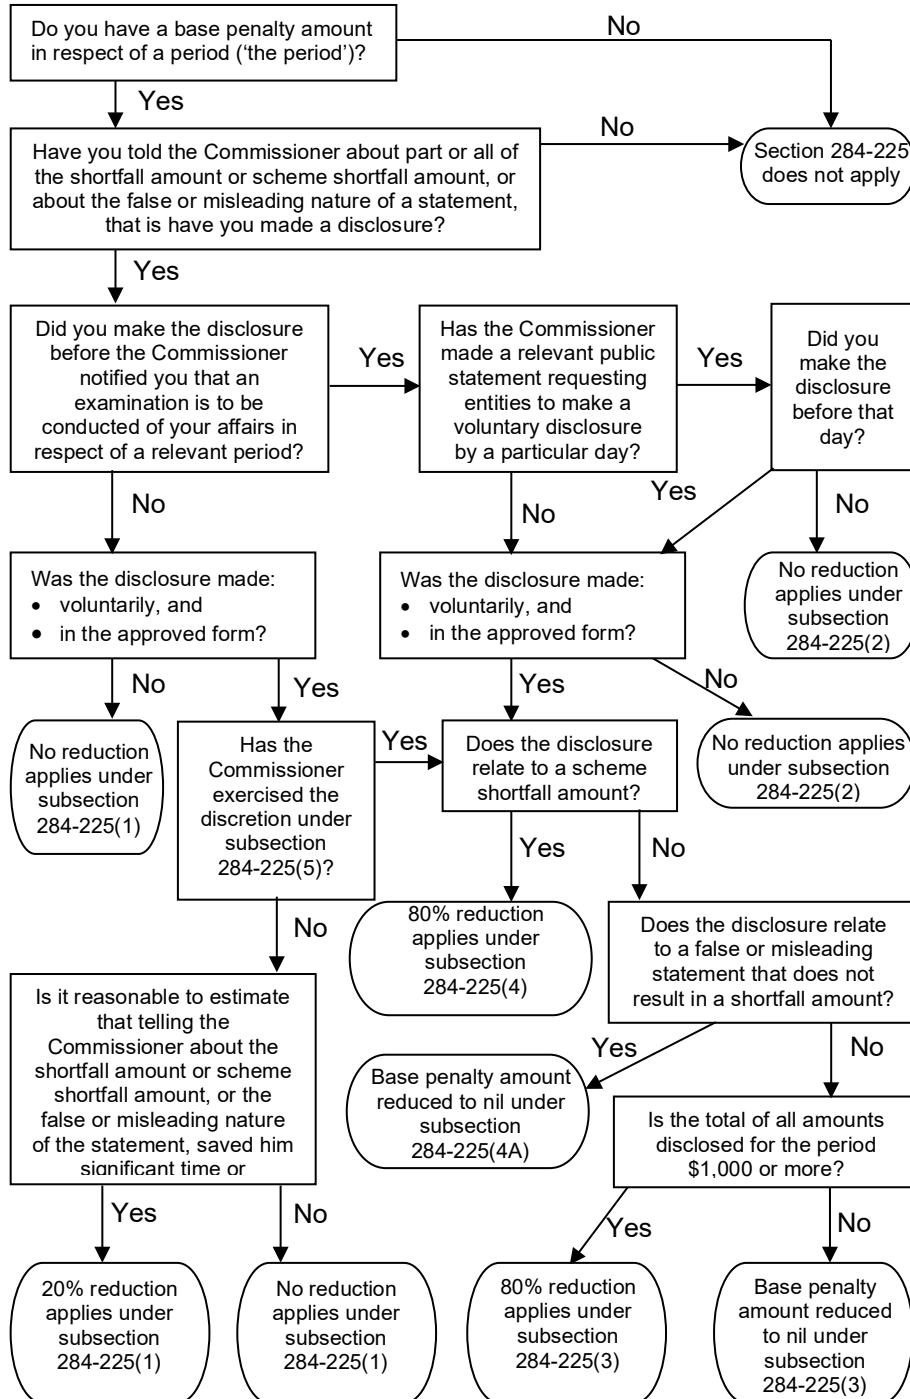 Do you have a base penalty amount
in respect of a period (‘the period’)?
No
Yes
Have you told the Commissioner about part or all of
the shortfall amount or scheme shortfall amount, or
about the false or misleading nature of a statement,
that is have you made a disclosure?
No
Section 284-225
does not apply
Yes
Did you make the disclosure
before the Commissioner
notified you that an
examination is to be
conducted of your affairs in
respect of a relevant period?
Yes
Has the Commissioner
made a relevant public
statement requesting
entities to make a
voluntary disclosure
by a particular day?
Yes
Did you
make the
disclosure
before that
day?
No
No
Yes
No
Was the disclosure made:
• voluntarily, and
• in the approved form?
Was the disclosure made:
• voluntarily, and
• in the approved form?
No reduction
applies under
subsection
284-225(2)
No
Yes
Yes
No
No reduction
applies under
subsection
284-225(1)
Has the
Commissioner
exercised the
discretion under
subsection
284-225(5)?
Yes
Does the disclosure
relate to a scheme
shortfall amount?
No reduction applies
under subsection
284-225(2)
No
Yes
No
80% reduction
applies under
subsection
284-225(4)
Does the disclosure relate
to a false or misleading
statement that does not
result in a shortfall amount?
Is it reasonable to estimate
that telling the
Commissioner about the
shortfall amount or scheme
shortfall amount, or the
false or misleading nature
of the statement, saved him
significant time or
Yes
No
Base penalty amount
reduced to nil under
subsection
284-225(4A)
Is the total of all amounts
disclosed for the period
$1,000 or more?
Yes
No
Yes
No
20% reduction
applies under
subsection
284-225(1)
No reduction
applies under
subsection
284-225(1)
80% reduction
applies under
subsection
284-225(3)
Base penalty
amount reduced
to nil under
subsection
284-225(3)